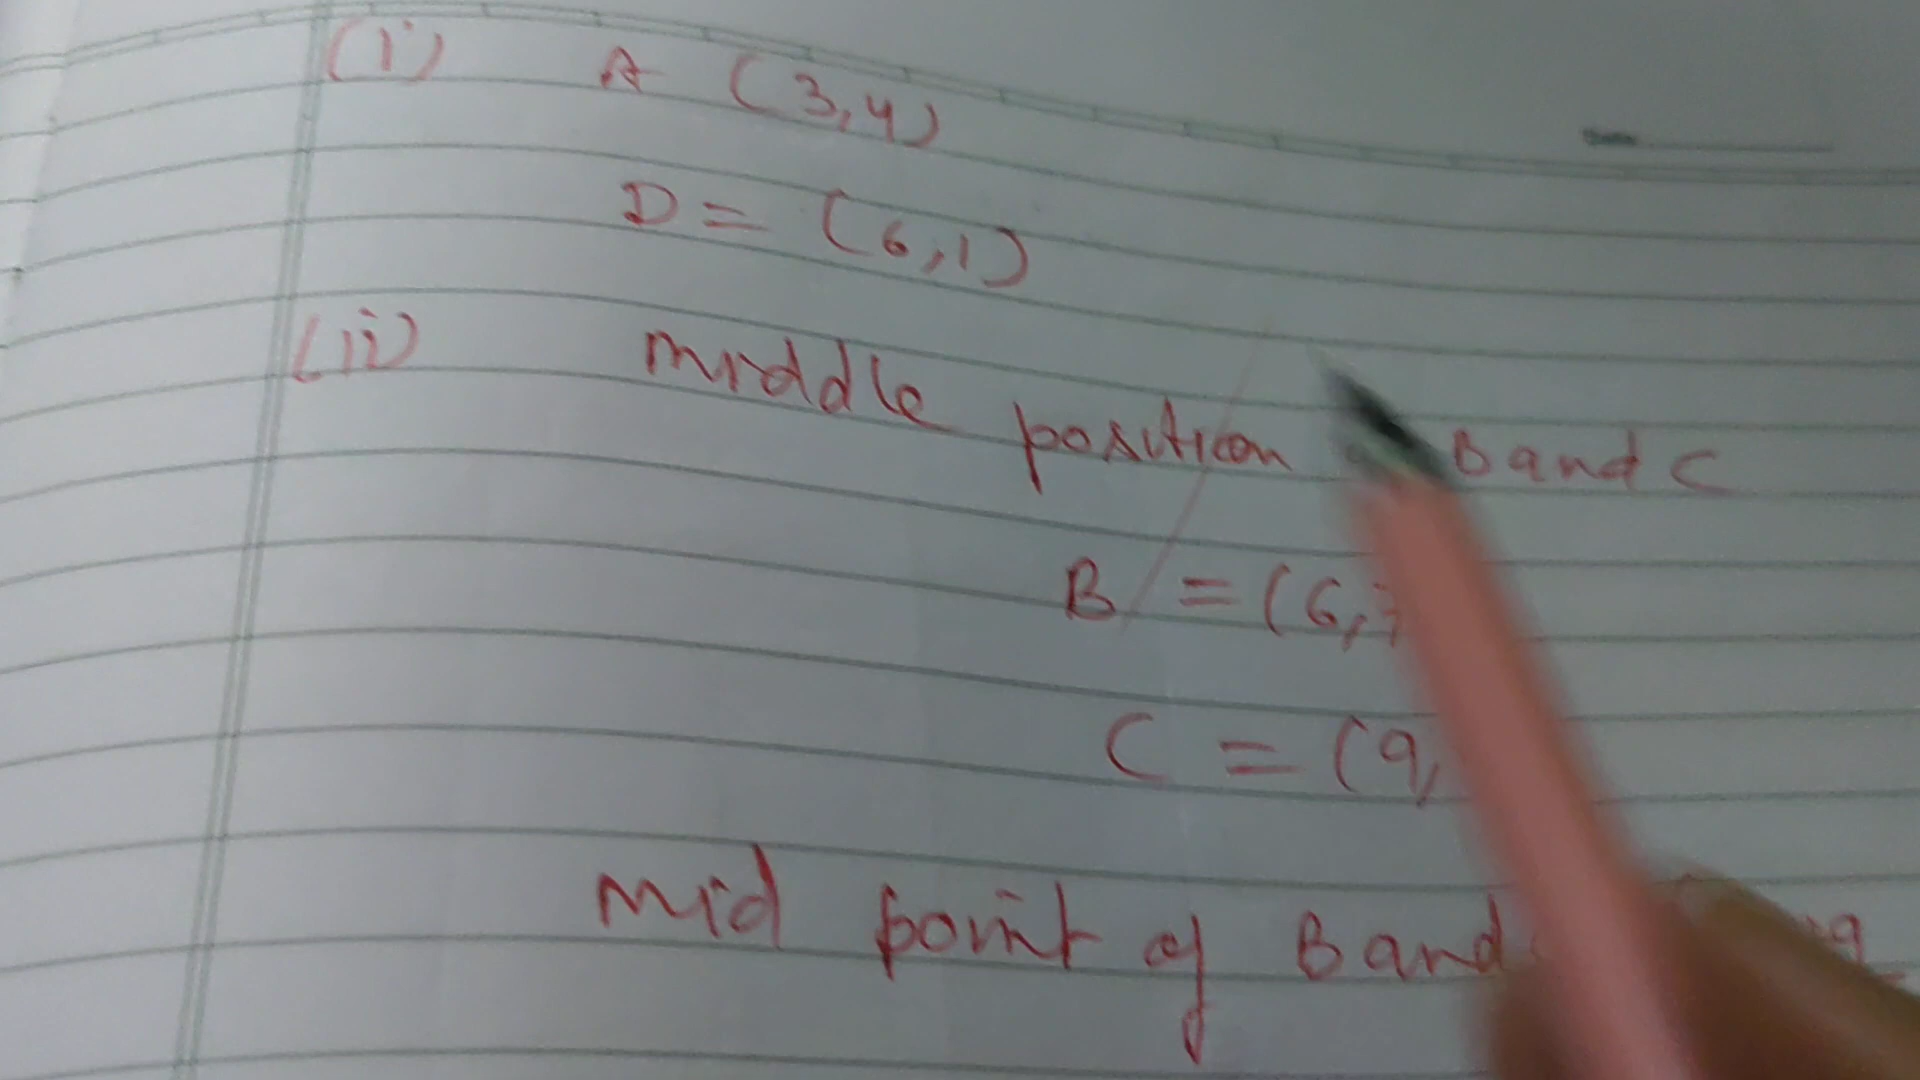 (i) A (3,4)
D = (6,1)
(ii) middle position B and C
B = (6,
C = (9,
Mid point of B and